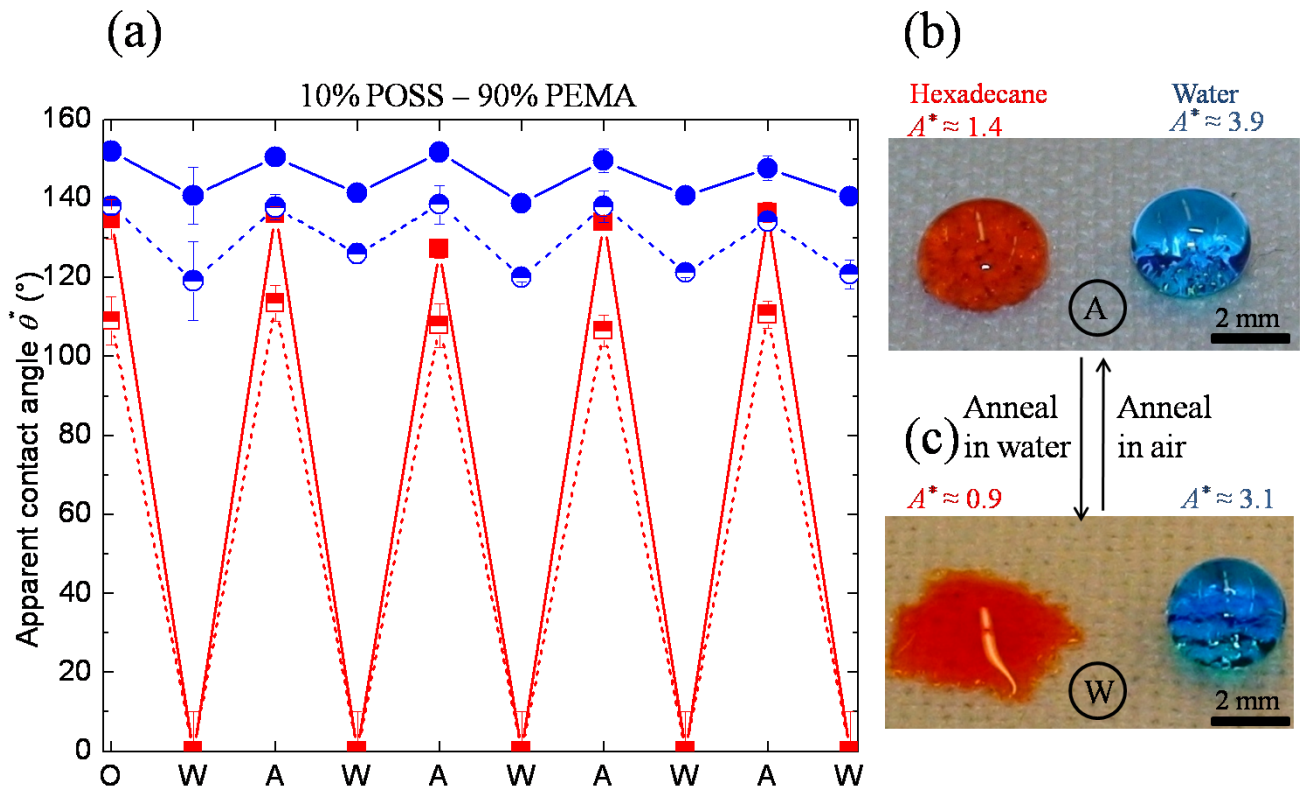 (a)
10% POSS – 90% PEMA
Apparent contact angle θ* (°)
160
140
120
100
80
60
40
20
0
O W A W A W A W A W
(b)
Hexadecane Water
A* ≈ 1.4 A* ≈ 3.9
A
2 mm
Anneal in water
Anneal in air
(c)
A* ≈ 0.9 A* ≈ 3.1
W
2 mm